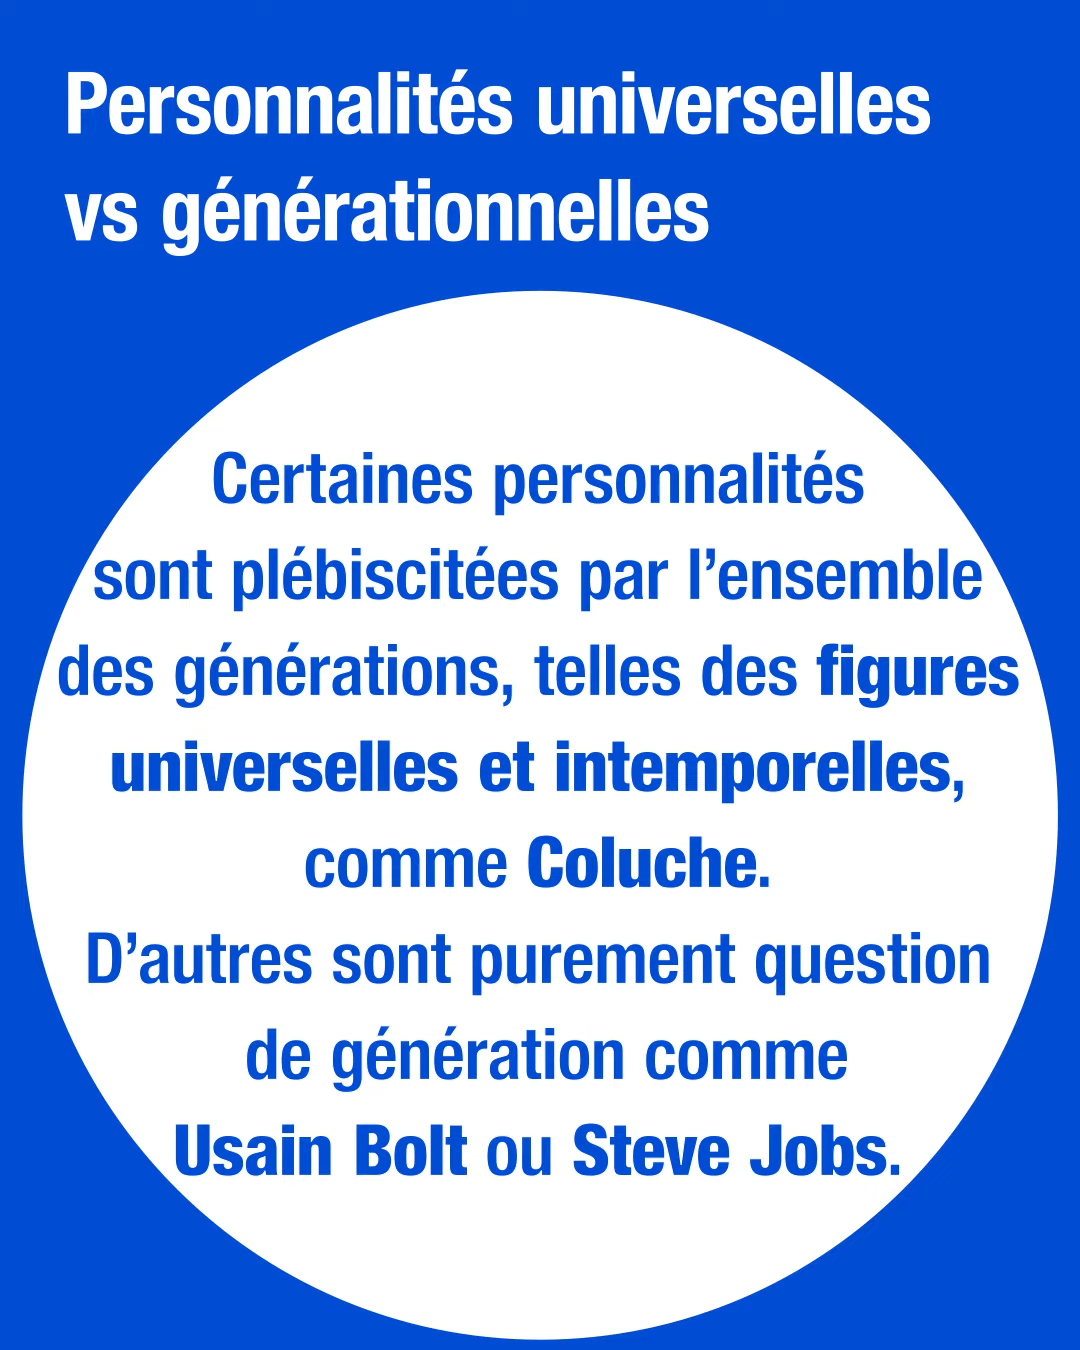 Personnalités universelles
vs générationnelles
Certaines personnalités
sont plébiscitées par l’ensemble
des générations, telles des figures
universelles et intemporelles,
comme Coluche.
D’autres sont purement question
de génération comme
Usain Bolt ou Steve Jobs.